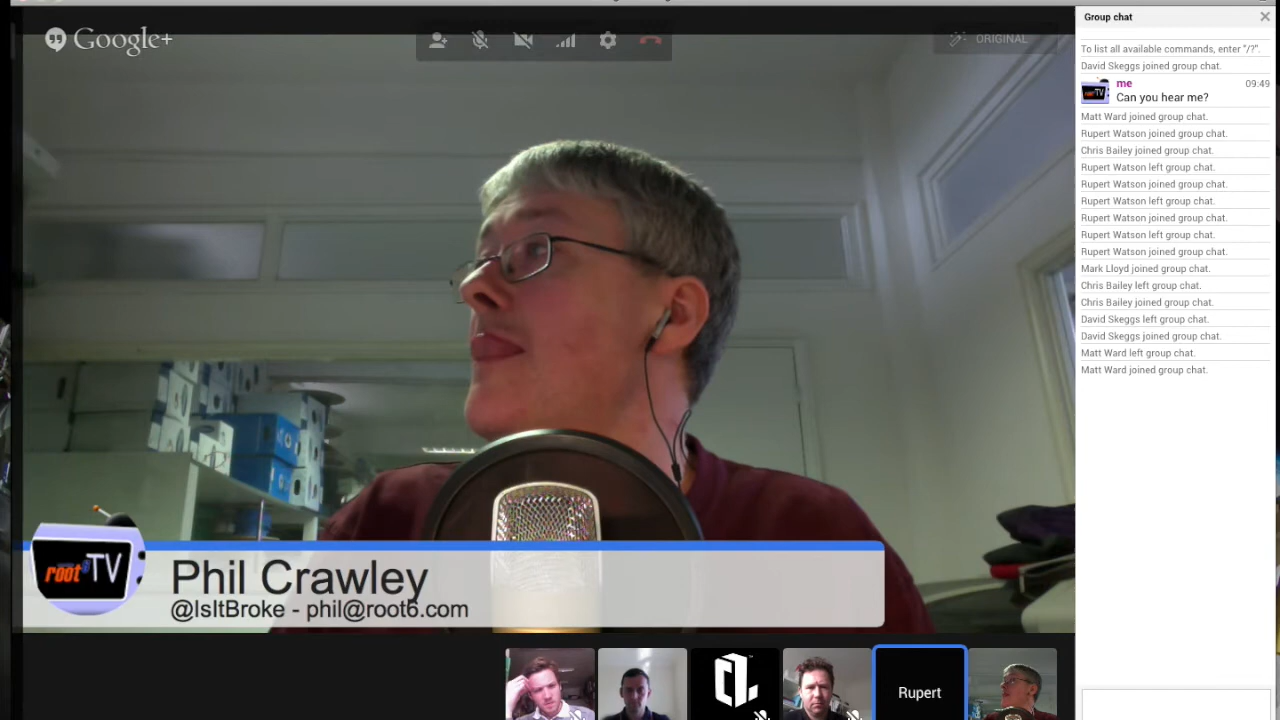 Google+
ORIGINAL
Group chat
To list all available commands, enter "/?".
David Skeggs joined group chat.
me
09:49
Can you hear me?
Matt Ward joined group chat.
Rupert Watson joined group chat.
Chris Bailey joined group chat.
Rupert Watson left group chat.
Rupert Watson joined group chat.
Rupert Watson left group chat.
Rupert Watson joined group chat.
Rupert Watson left group chat.
Rupert Watson joined group chat.
Mark Lloyd joined group chat.
Chris Bailey left group chat.
Chris Bailey joined group chat.
David Skeggs left group chat.
David Skeggs joined group chat.
Matt Ward left group chat.
Matt Ward joined group chat.
root6 TV
Phil Crawley
@IsItBroke - phil@root6.com
Rupert